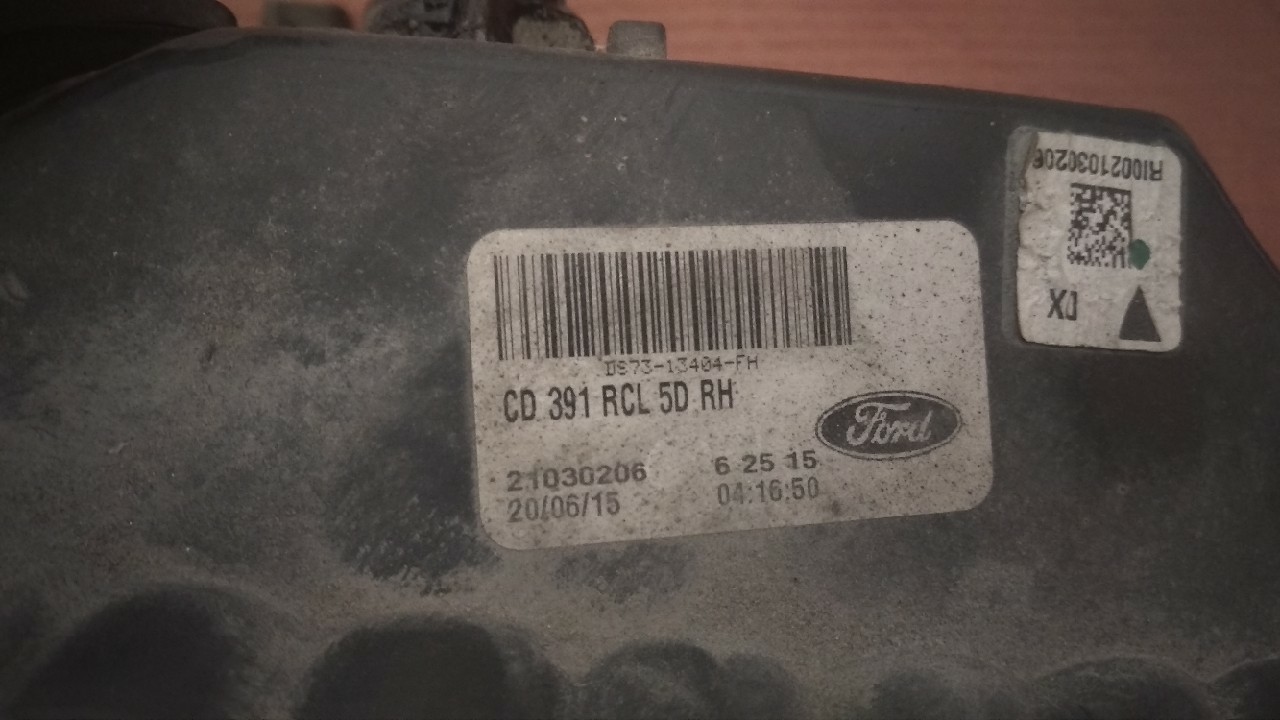 DS73-13404-FH
CD 391 RCL 5D RH
Ford
21030206 6 25 15
20/06/15 04:16:50
RI0021030206
DX